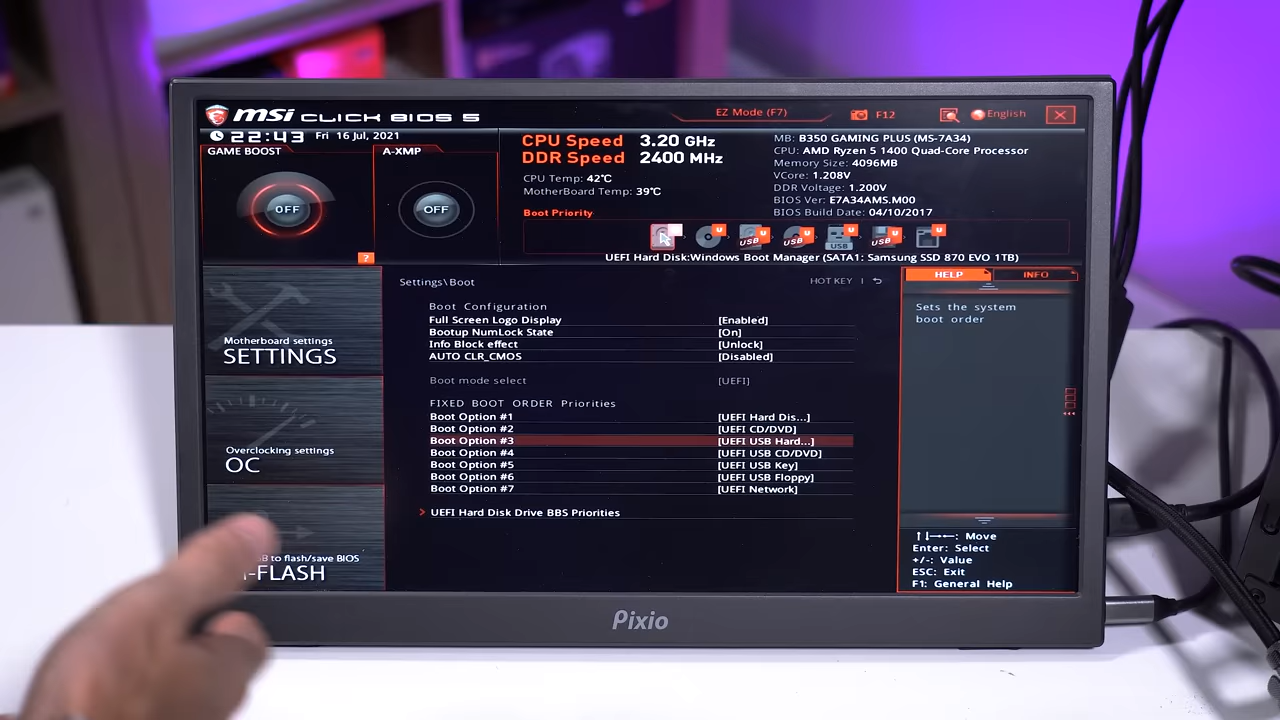 msi CLICK BIOS 5
EZ Mode (F7)
F12
English
22:43 Fri 16 Jul, 2021
GAME BOOST
OFF
A-XMP
OFF
?
CPU Speed 3.20 GHz
DDR Speed 2400 MHz
CPU Temp: 42℃
MotherBoard Temp: 39℃
MB: B350 GAMING PLUS (MS-7A34)
CPU: AMD Ryzen 5 1400 Quad-Core Processor
Memory Size: 4096MB
VCore: 1.208V
DDR Voltage: 1.200V
BIOS Ver: E7A34AMS.M00
BIOS Build Date: 04/10/2017
Boot Priority
U U U U U U
USB USB USB USB
UEFI Hard Disk:Windows Boot Manager (SATA1: Samsung SSD 870 EVO 1TB)
Motherboard settings
SETTINGS
Overclocking settings
OC
B to flash/save BIOS
-FLASH
Settings\Boot
HOT KEY
Boot Configuration
Full Screen Logo Display [Enabled]
Bootup NumLock State [On]
Info Block effect [Unlock]
AUTO CLR_CMOS [Disabled]
Boot mode select [UEFI]
FIXED BOOT ORDER Priorities
Boot Option #1 [UEFI Hard Dis...]
Boot Option #2 [UEFI CD/DVD]
Boot Option #3 [UEFI USB Hard...]
Boot Option #4 [UEFI USB CD/DVD]
Boot Option #5 [UEFI USB Key]
Boot Option #6 [UEFI USB Floppy]
Boot Option #7 [UEFI Network]
> UEFI Hard Disk Drive BBS Priorities
HELP
INFO
Sets the system
boot order
↑↓→←: Move
Enter: Select
+/-: Value
ESC: Exit
F1: General Help
Pixio